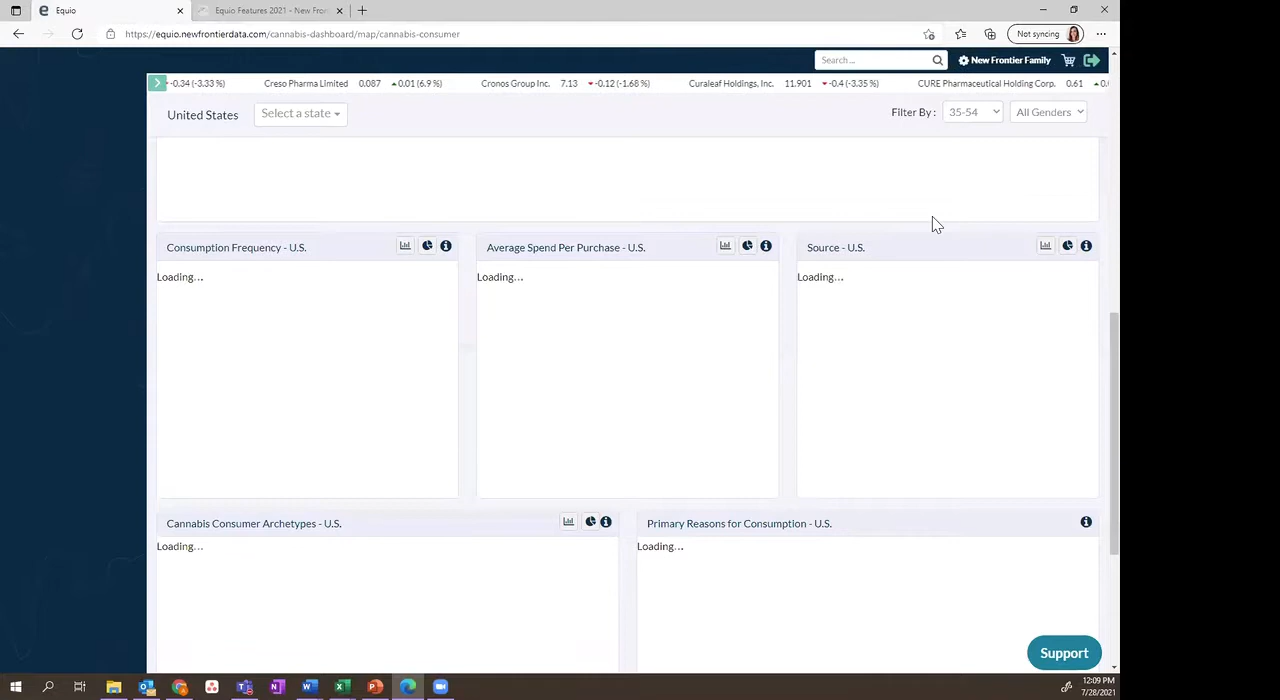 Equio
Equio Features 2021 - New Fron
https://equio.newfrontierdata.com/cannabis-dashboard/map/cannabis-consumer
Not syncing
Search ...
New Frontier Family
-0.34 (-3.33 %) Creso Pharma Limited 0.087 0.01 (6.9 %) Cronos Group Inc. 7.13 -0.12 (-1.68 %) Curaleaf Holdings, Inc. 11.901 -0.4 (-3.35 %) CURE Pharmaceutical Holding Corp. 0.61 0.0
United States Select a state Filter By : 35-54 All Genders
Consumption Frequency - U.S.
Loading...
Average Spend Per Purchase - U.S.
Loading...
Source - U.S.
Loading...
Cannabis Consumer Archetypes - U.S.
Loading...
Primary Reasons for Consumption - U.S.
Loading...
Support
12:09 PM
7/28/2021